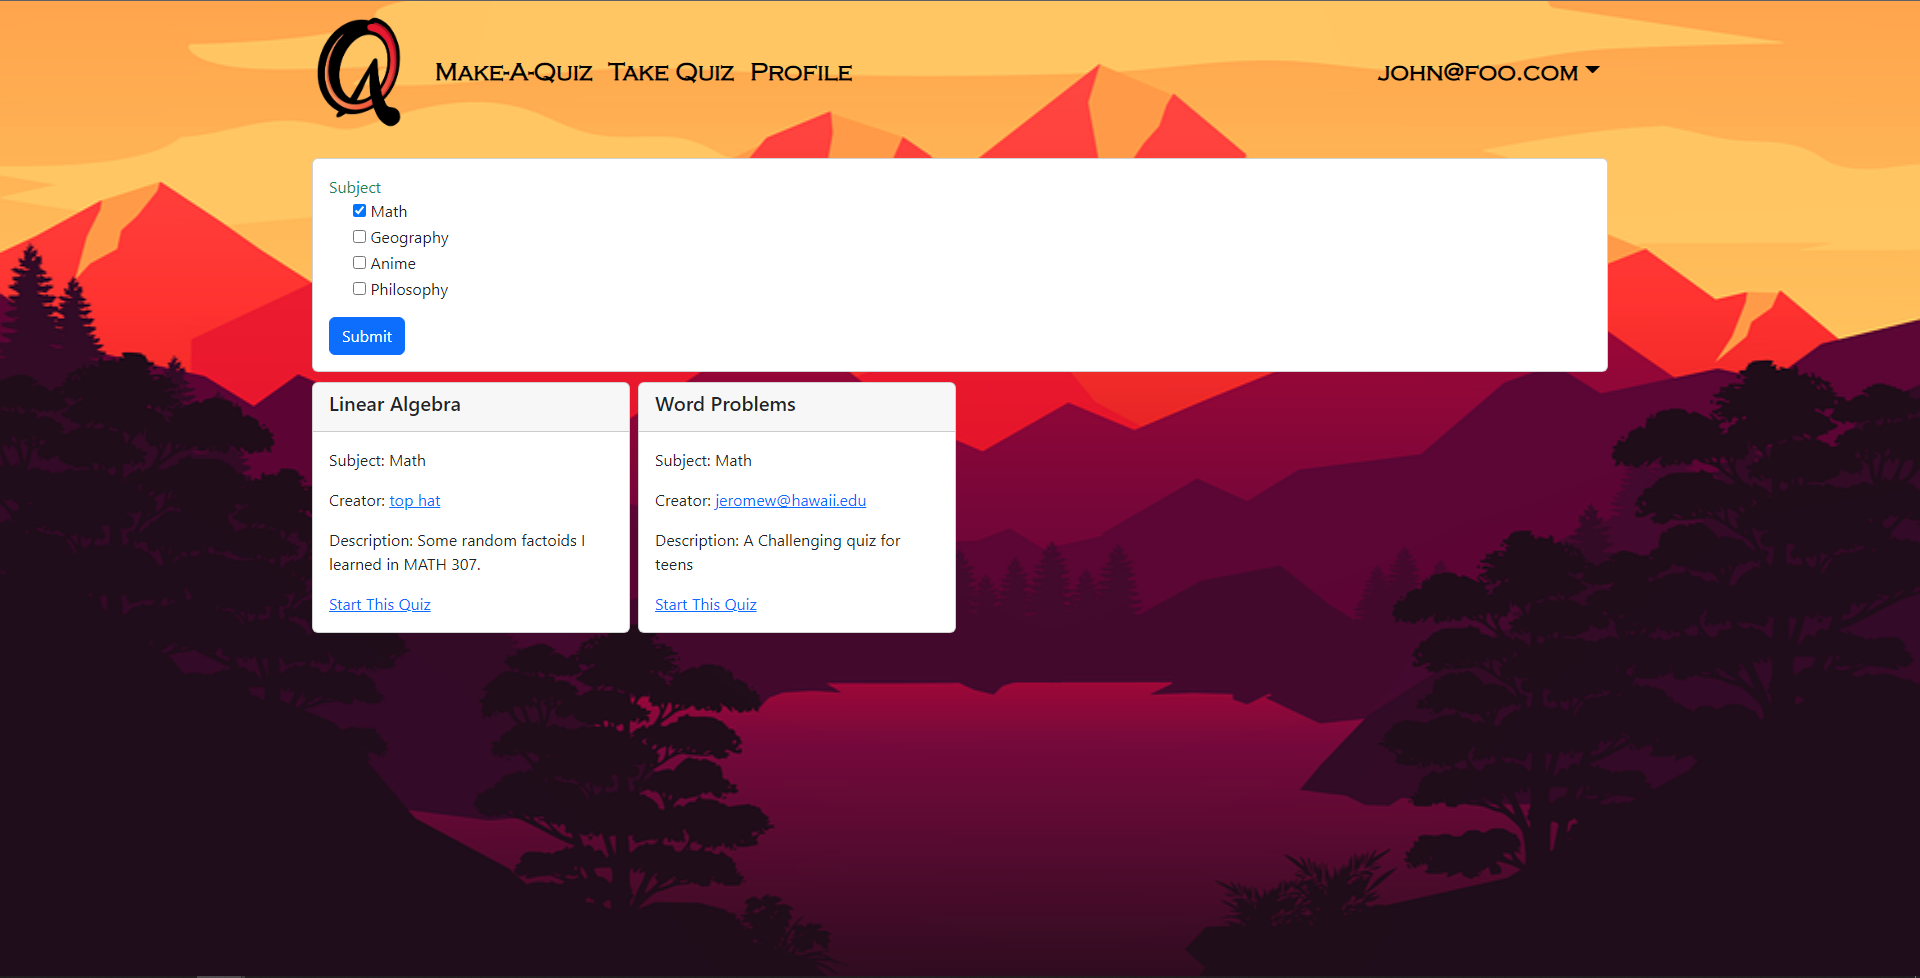 Make-A-Quiz Take Quiz Profile john@foo.com
Subject
Math
Geography
Anime
Philosophy
Submit
Linear Algebra
Subject: Math
Creator: top hat
Description: Some random factoids I
learned in MATH 307.
Start This Quiz
Word Problems
Subject: Math
Creator: jeromew@hawaii.edu
Description: A Challenging quiz for
teens
Start This Quiz